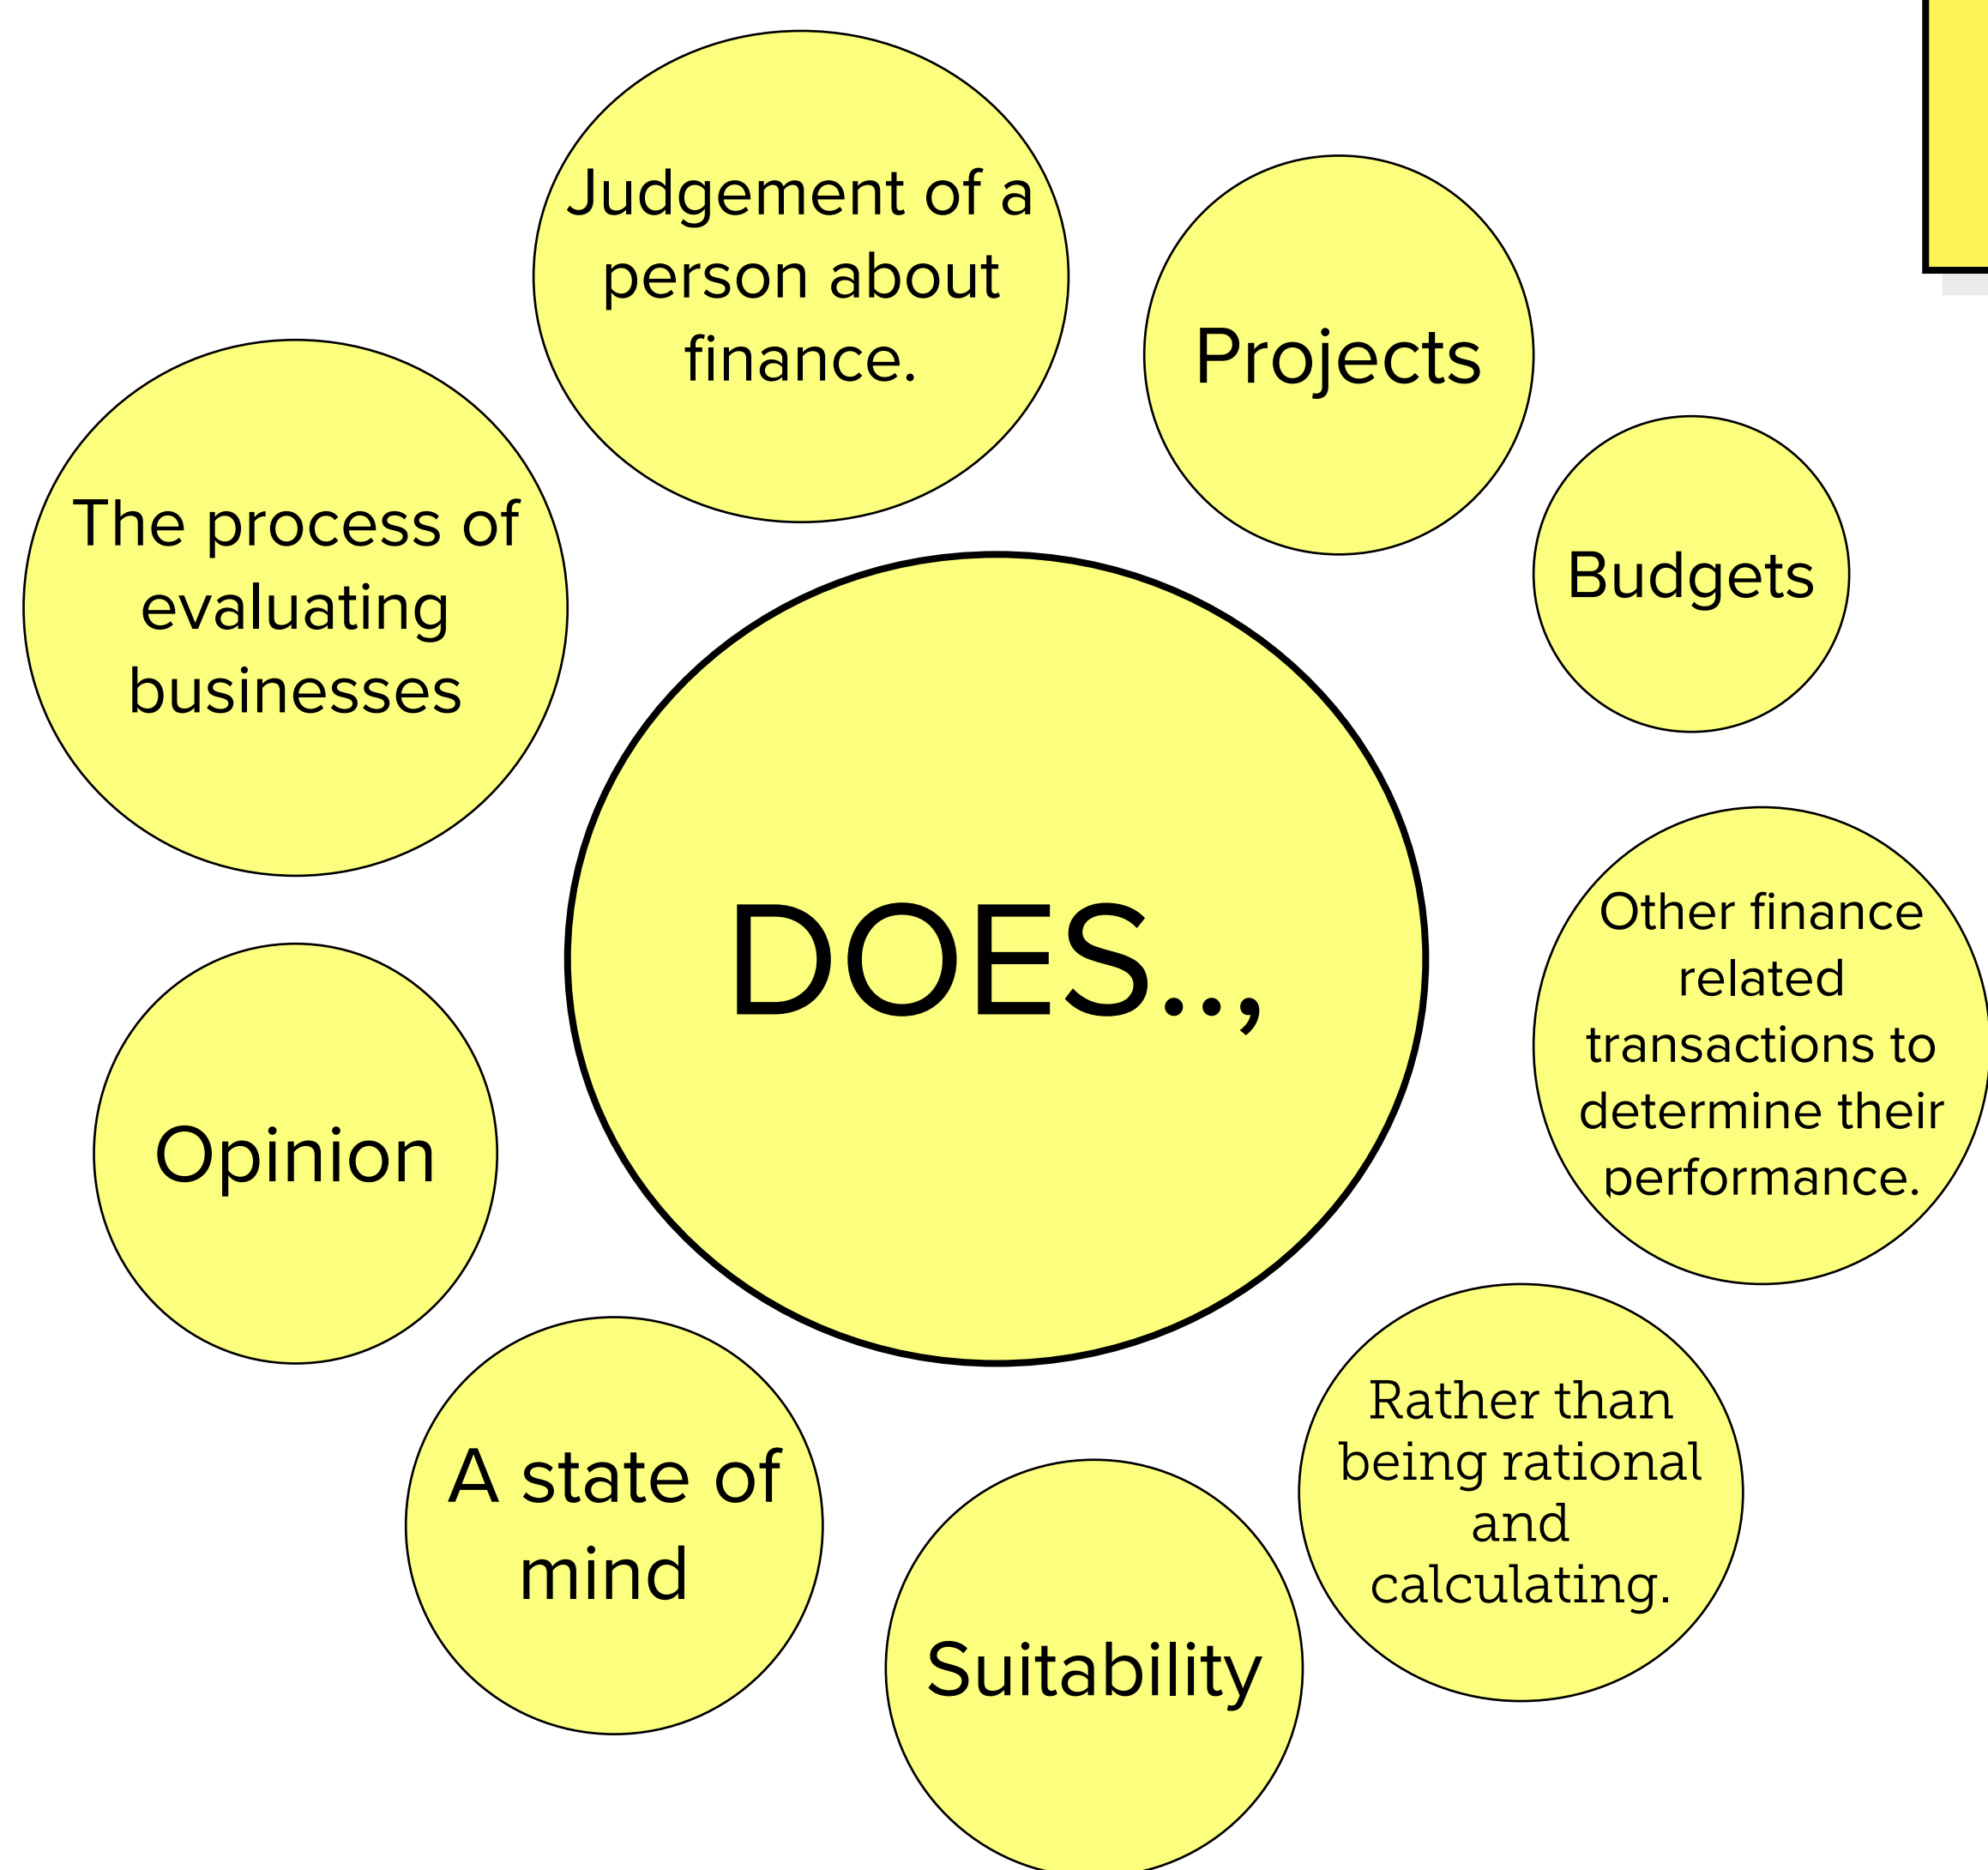 Judgement of a
person about
finance.
Projects
The process of
evaluating
businesses
Budgets
DOES..,
Other finance
related
transactions to
determine their
performance.
Opinion
Rather than
being rational
and
calculating.
A state of
mind
Suitability